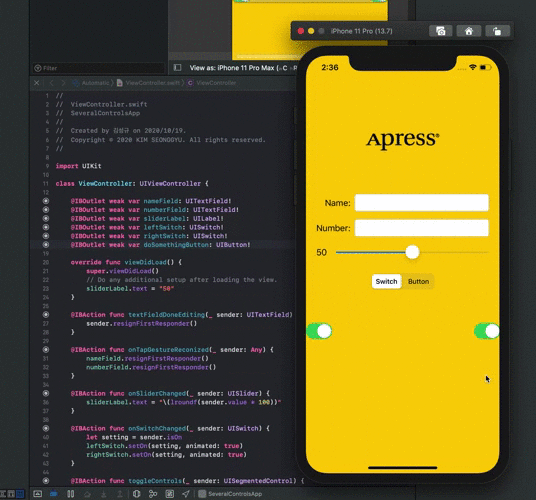 View as: iPhone 11 Pro Max (
Filter
Automatic
ViewController.swift
ViewController
1 //
2 // ViewController.swift
3 // SeveralControlsApp
4 //
5 // Created by 김성규 on 2020/10/19.
6 // Copyright © 2020 KIM SEONGGYU. All rights reserved.
7 //
8
9 import UIKit
10
11 class ViewController: UIViewController {
12
13 @IBOutlet weak var nameField: UITextField!
14 @IBOutlet weak var numberField: UITextField!
15 @IBOutlet weak var sliderLabel: UILabel!
16 @IBOutlet weak var leftSwitch: UISwitch!
17 @IBOutlet weak var rightSwitch: UISwitch!
18 @IBOutlet weak var doSomethingButton: UIButton!
19
20 override func viewDidLoad() {
21 super.viewDidLoad()
22 // Do any additional setup after loading the view.
23 sliderLabel.text = "50"
24 }
25
26 @IBAction func textFieldDoneEditing(_ sender: UITextField)
27 sender.resignFirstResponder()
28 }
29
30 @IBAction func onTapGestureReconized(_ sender: Any) {
31 nameField.resignFirstResponder()
32 numberField.resignFirstResponder()
33 }
34
35 @IBAction func onSliderChanged(_ sender: UISlider) {
36 sliderLabel.text = "\(lroundf(sender.value * 100))"
37 }
38
39 @IBAction func onSwitchChanged(_ sender: UISwitch) {
40 let setting = sender.isOn
41 leftSwitch.setOn(setting, animated: true)
42 rightSwitch.setOn(setting, animated: true)
43 }
44
45 @IBAction func toggleControls(_ sender: UISegmentedControl) {
SeveralControlsApp
iPhone 11 Pro (13.7)
2:36
Apress®
Name:
Number:
50
Switch Button